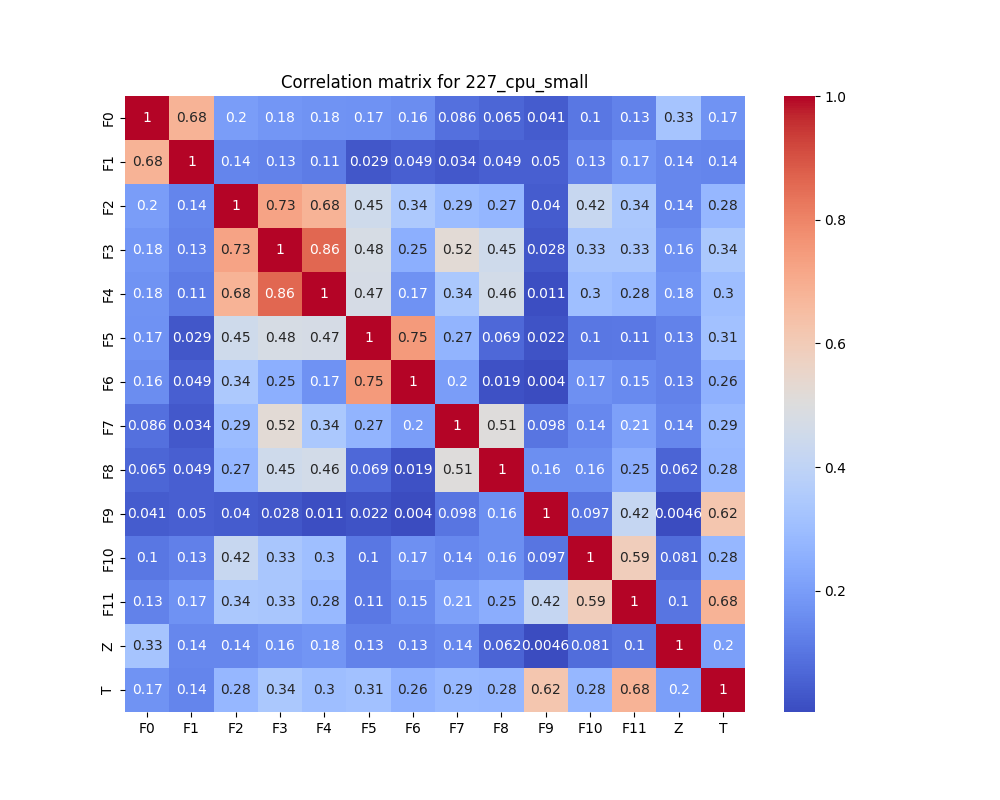 Correlation matrix for 227_cpu_small
F0 1 0.68 0.2 0.18 0.18 0.17 0.16 0.086 0.065 0.041 0.1 0.13 0.33 0.17
F1 0.68 1 0.14 0.13 0.11 0.029 0.049 0.034 0.049 0.05 0.13 0.17 0.14 0.14
F2 0.2 0.14 1 0.73 0.68 0.45 0.34 0.29 0.27 0.04 0.42 0.34 0.14 0.28
F3 0.18 0.13 0.73 1 0.86 0.48 0.25 0.52 0.45 0.028 0.33 0.33 0.16 0.34
F4 0.18 0.11 0.68 0.86 1 0.47 0.17 0.34 0.46 0.011 0.3 0.28 0.18 0.3
F5 0.17 0.029 0.45 0.48 0.47 1 0.75 0.27 0.069 0.022 0.1 0.11 0.13 0.31
F6 0.16 0.049 0.34 0.25 0.17 0.75 1 0.2 0.019 0.004 0.17 0.15 0.13 0.26
F7 0.086 0.034 0.29 0.52 0.34 0.27 0.2 1 0.51 0.098 0.14 0.21 0.14 0.29
F8 0.065 0.049 0.27 0.45 0.46 0.069 0.019 0.51 1 0.16 0.16 0.25 0.062 0.28
F9 0.041 0.05 0.04 0.028 0.011 0.022 0.004 0.098 0.16 1 0.097 0.42 0.0046 0.62
F10 0.1 0.13 0.42 0.33 0.3 0.1 0.17 0.14 0.16 0.097 1 0.59 0.081 0.28
F11 0.13 0.17 0.34 0.33 0.28 0.11 0.15 0.21 0.25 0.42 0.59 1 0.1 0.68
Z 0.33 0.14 0.14 0.16 0.18 0.13 0.13 0.14 0.062 0.0046 0.081 0.1 1 0.2
T 0.17 0.14 0.28 0.34 0.3 0.31 0.26 0.29 0.28 0.62 0.28 0.68 0.2 1
F0 F1 F2 F3 F4 F5 F6 F7 F8 F9 F10 F11 Z T
1.0
0.8
0.6
0.4
0.2